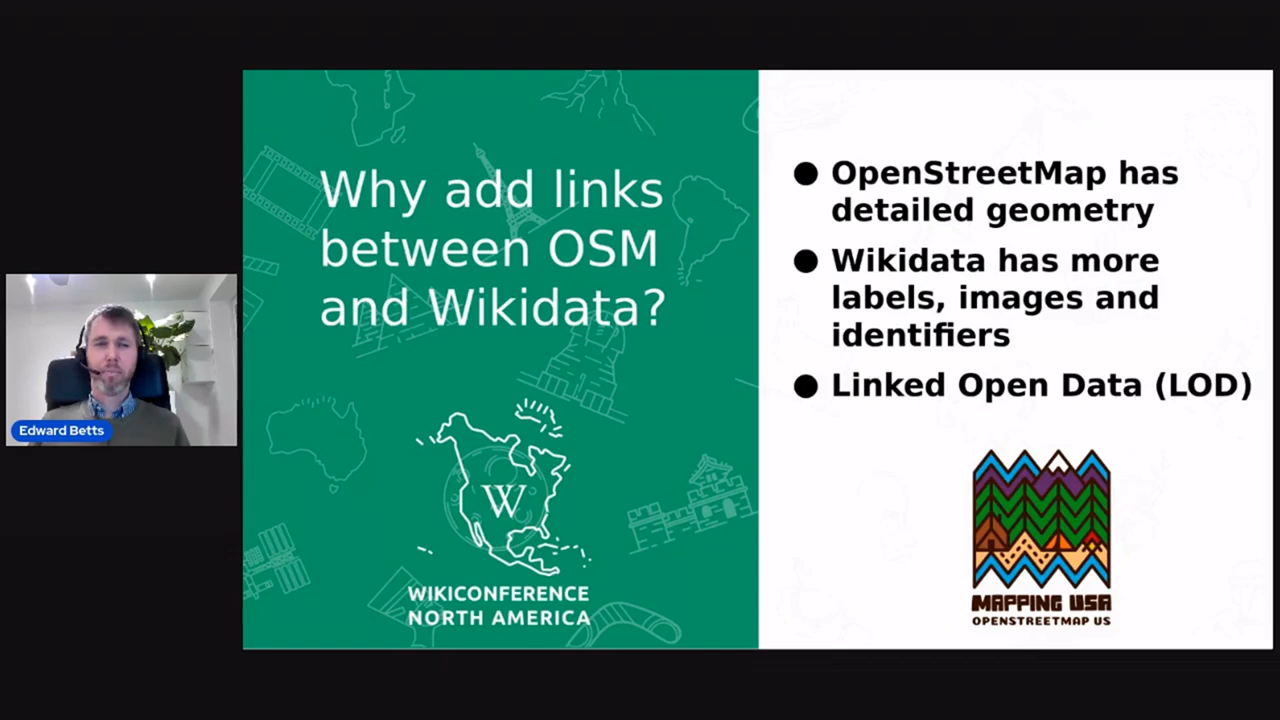 Why add links
between OSM
and Wikidata?
W
WIKICONFERENCE
NORTH AMERICA
● OpenStreetMap has
detailed geometry
● Wikidata has more
labels, images and
identifiers
● Linked Open Data (LOD)
MAPPING USA
OPENSTREETMAP US
Edward Betts